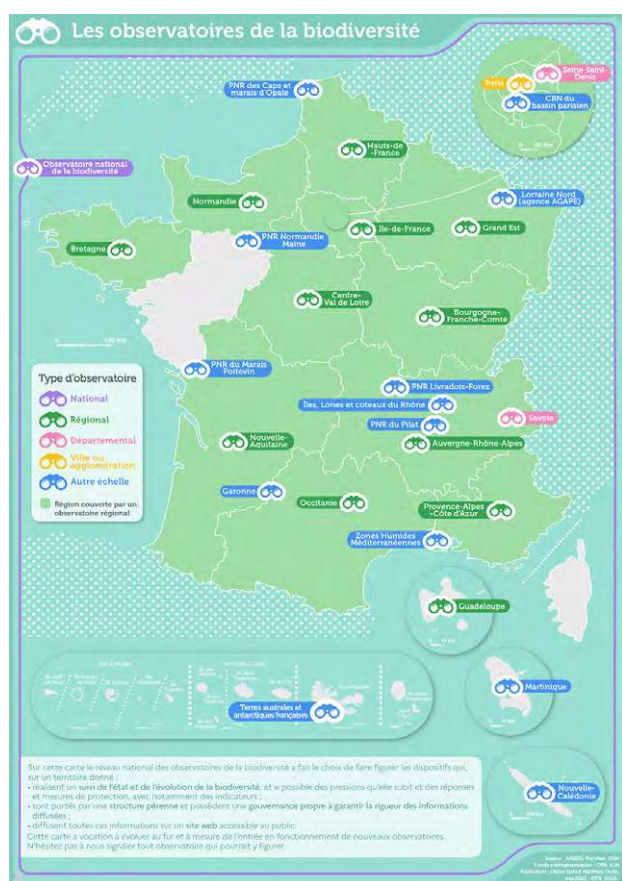 Les observatoires de la biodiversité
PNR des Caps et
marais d'Opale
Seine-Saint-
Denis
Paris
CBN du
bassin parisien
Hauts-de
-France
Observatoire national
de la biodiversité
Normandie
Lorraine Nord
(agence AGAPE)
Bretagne
PNR Normandie
Maine
Ile-de-France
Grand Est
Centre-
Val de Loire
Bourgogne-
Franche-Comté
100 km
PNR du Marais
Poitevin
Type d'observatoire
National
Régional
Départemental
Ville ou
agglomération
Autre échelle
Région couverte par un
observatoire régional
PNR Livradois-Forez
Iles, Lônes et coteaux du Rhône
PNR du Pilat
Savoie
Nouvelle-
Aquitaine
Auvergne-Rhône-Alpes
Garonne
Occitanie
Provence-Alpes
-Côte d'Azur
Zones Humides
Méditerranéennes
Guadeloupe
Martinique
Terres australes et
antarctiques françaises
Nouvelle-
Calédonie
Sur cette carte le réseau national des observatoires de la biodiversité a fait le choix de faire figurer les dispositifs qui,
sur un territoire donné :
• réalisent un suivi de l'état et de l'évolution de la biodiversité, et si possible des pressions qu'elle subit et des réponses
et mesures de protection, avec notamment des indicateurs ;
• sont portés par une structure pérenne et possèdent une gouvernance propre à garantir la rigueur des informations
diffusées ;
• diffusent toutes ces informations sur un site web accessible au public.
Cette carte a vocation à évoluer au fur et à mesure de l'entrée en fonctionnement de nouveaux observatoires.
N'hésitez pas à nous signaler tout observatoire qui pourrait y figurer.